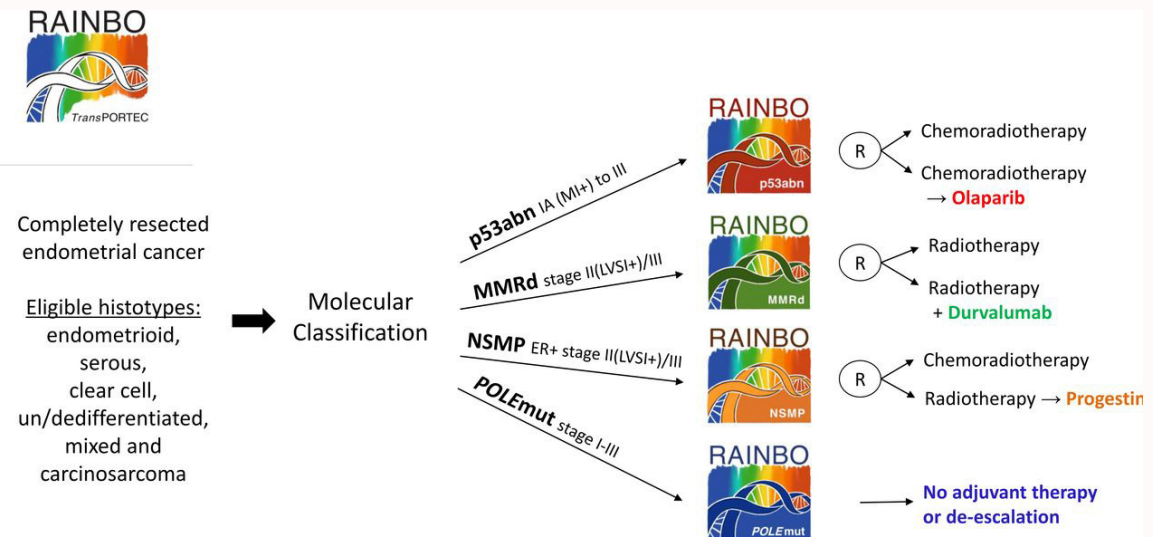 RAINBO
TransPORTEC
Completely resected
endometrial cancer
Eligible histotypes:
endometrioid,
serous,
clear cell,
un/dedifferentiated,
mixed and
carcinosarcoma
Molecular
Classification
p53abn IA (MI+) to III
MMRd stage II(LVSI+)/III
NSMP ER+ stage II(LVSI+)/III
POLEmut stage I-III
RAINBO
p53abn
R
Chemoradiotherapy
Chemoradiotherapy
→ Olaparib
RAINBO
MMRd
R
Radiotherapy
Radiotherapy
+ Durvalumab
RAINBO
NSMP
R
Chemoradiotherapy
Radiotherapy → Progestin
RAINBO
POLEmut
No adjuvant therapy
or de-escalation